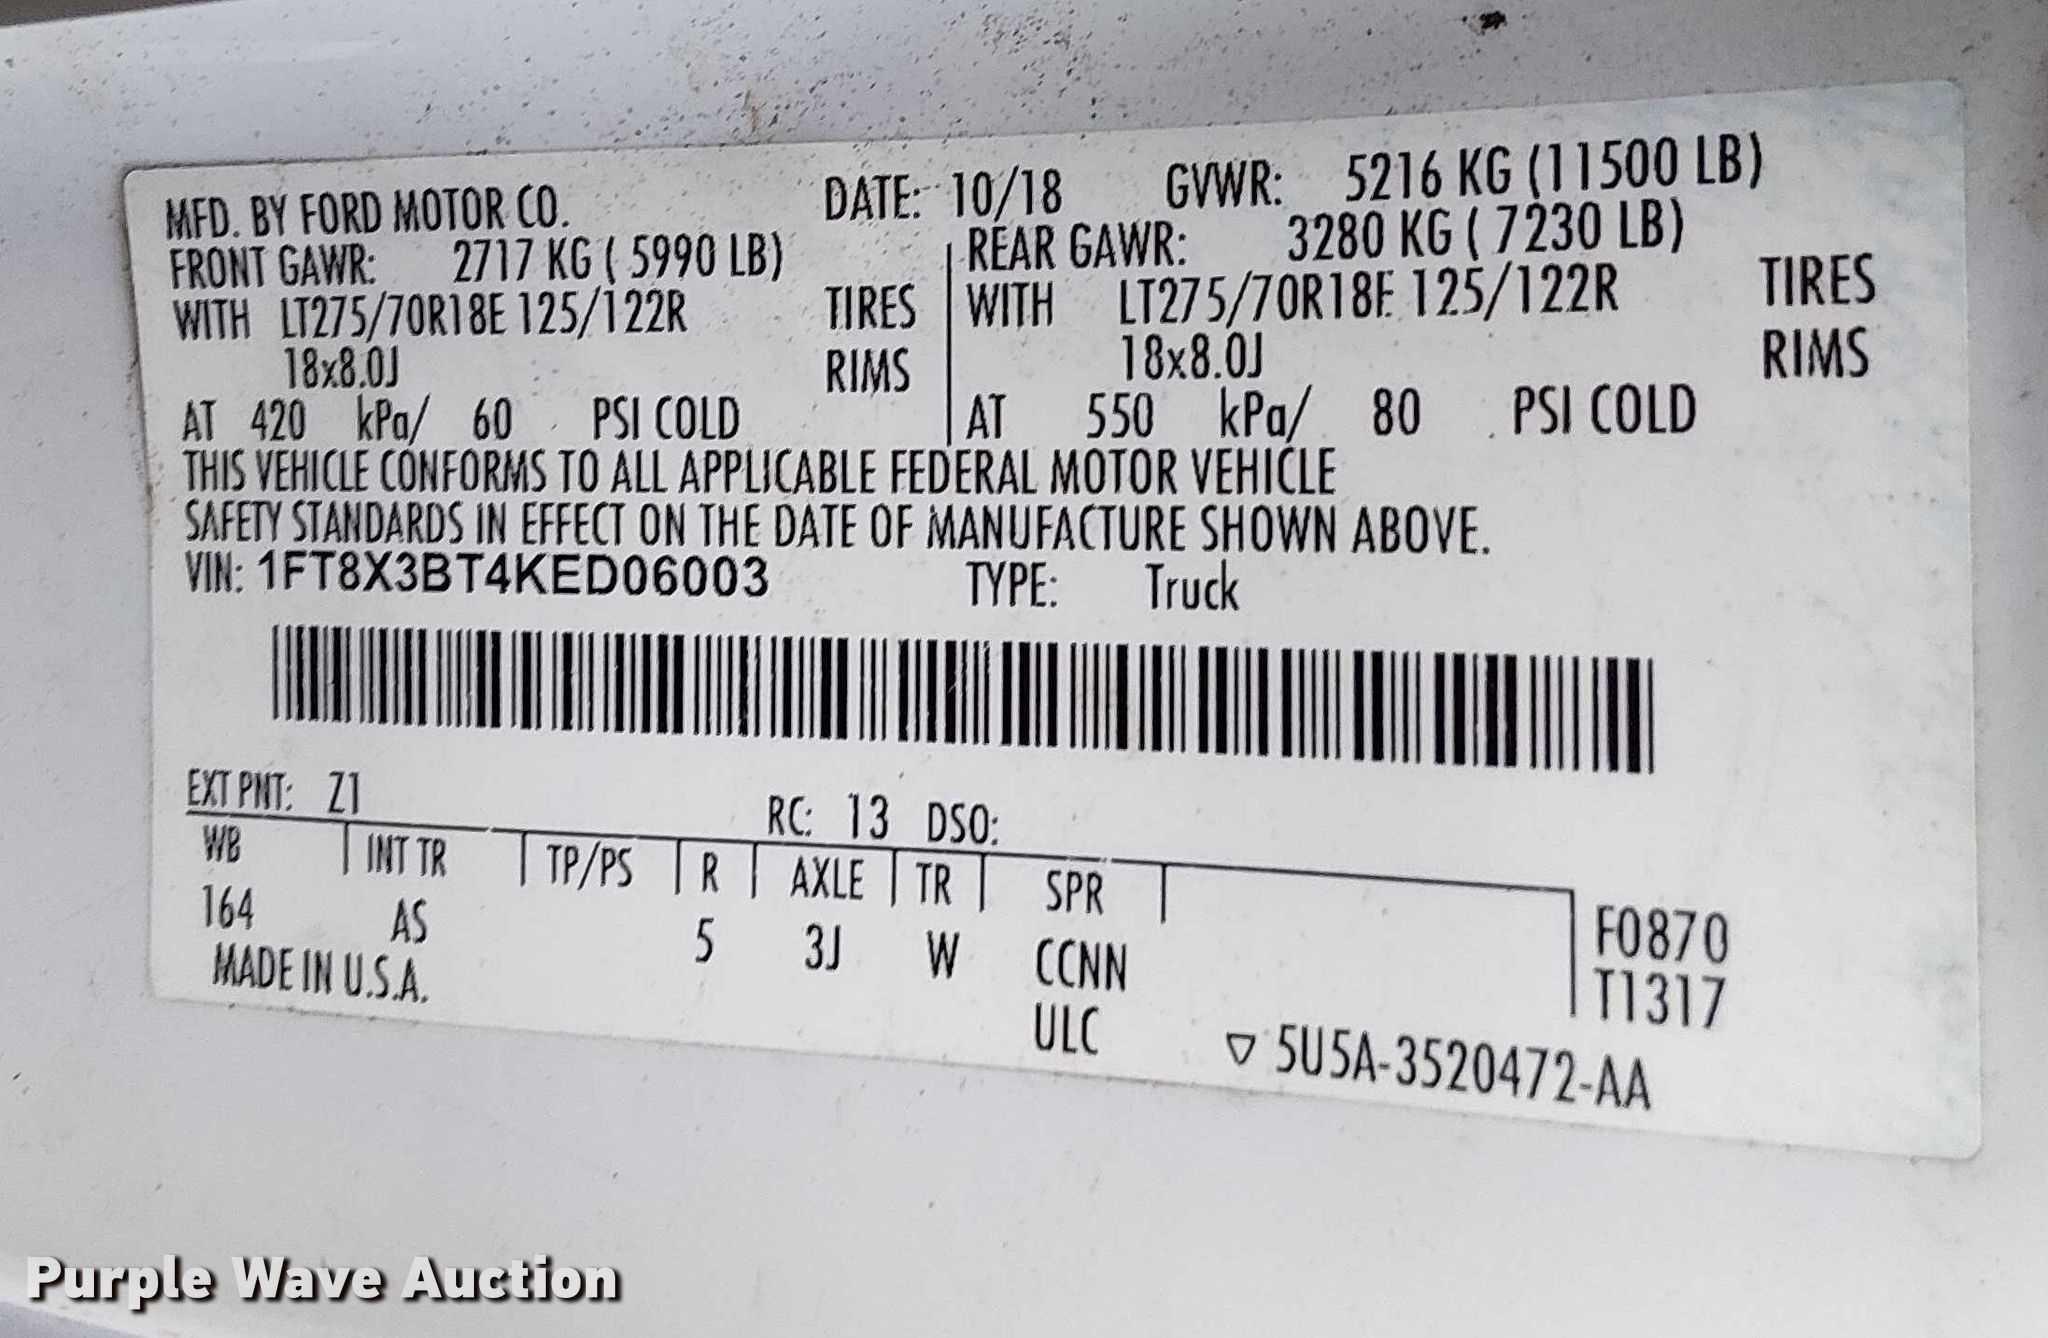 MFD. BY FORD MOTOR CO. DATE: 10/18 GVWR: 5216 KG (11500 LB)
FRONT GAWR: 2717 KG ( 5990 LB) REAR GAWR: 3280 KG ( 7230 LB)
WITH LT275/70R18E 125/122R TIRES WITH LT275/70R18E 125/122R TIRES
18x8.0J RIMS 18x8.0J RIMS
AT 420 kPa/ 60 PSI COLD AT 550 kPa/ 80 PSI COLD
THIS VEHICLE CONFORMS TO ALL APPLICABLE FEDERAL MOTOR VEHICLE
SAFETY STANDARDS IN EFFECT ON THE DATE OF MANUFACTURE SHOWN ABOVE.
VIN: 1FT8X3BT4KED06003 TYPE: Truck
EXT PNT: Z1 RC: 13 DSO:
WB INT TR TP/PS R AXLE TR SPR
164 AS 5 3J W CCNN F0870
MADE IN U.S.A. ULC T1317
▽ 5U5A-3520472-AA
Purple Wave Auction